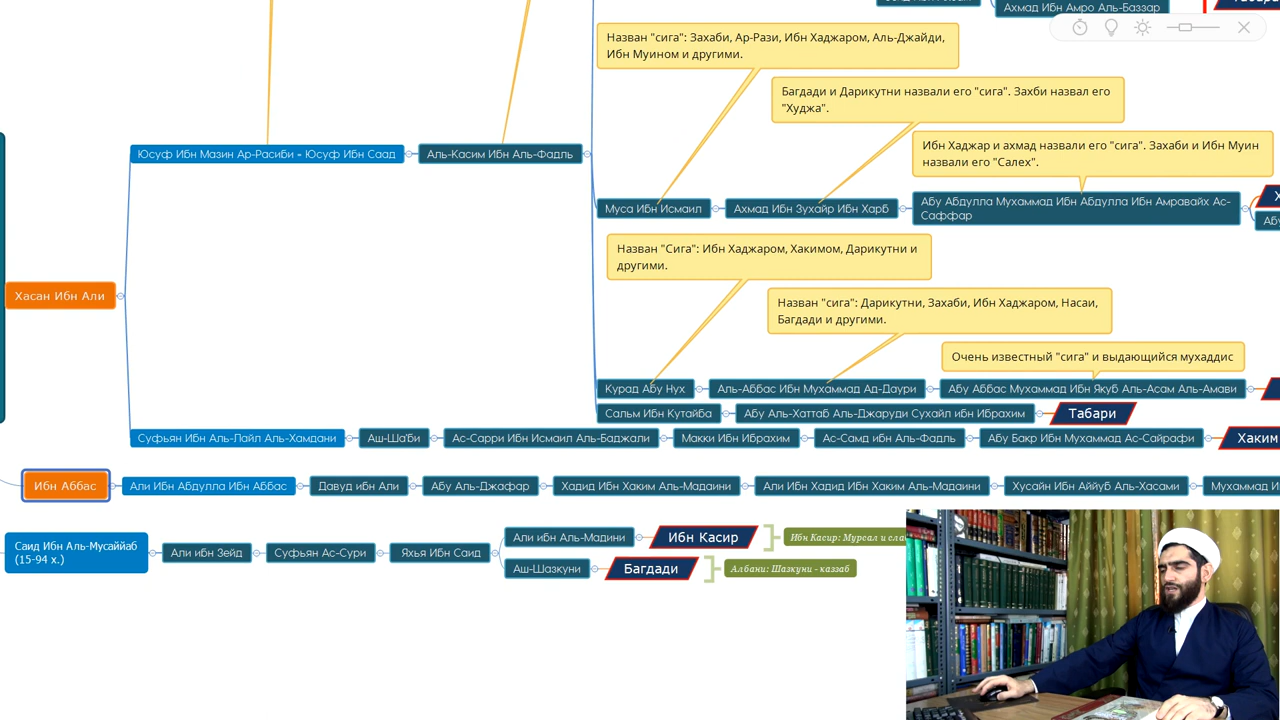 Ахмад Ибн Амро Аль-Баззар
Назван "сига": Захаби, Ар-Рази, Ибн Хаджаром, Аль-Джайди,
Ибн Муином и другими.
Багдади и Дарикутни назвали его "сига". Захби назвал его
"Худжа".
Ибн Хаджар и ахмад назвали его "сига". Захаби и Ибн Муин
назвали его "Салех".
Юсуф Ибн Мазин Ар-Расиби - Юсуф Ибн Саад
Аль-Касим Ибн Аль-Фадль
Муса Ибн Исмаил
Ахмад Ибн Зухайр Ибн Харб
Абу Абдулла Мухаммад Ибн Абдулла Ибн Амравайх Ас-
Саффар
Назван "Сига": Ибн Хаджаром, Хакимом, Дарикутни и
другими.
Хасан Ибн Али
Назван "сига": Дарикутни, Захаби, Ибн Хаджаром, Насаи,
Багдади и другими.
Очень известный "сига" и выдающийся мухаддис
Курад Абу Нух
Аль-Аббас Ибн Мухаммад Ад-Даури
Абу Аббас Мухаммад Ибн Якуб Аль-Асам Аль-Амави
Сальм Ибн Кутайба
Абу Аль-Хаттаб Аль-Джаруди Сухайл ибн Ибрахим
Табари
Суфьян Ибн Аль-Лайл Аль-Хамдани
Аш-Ша'би
Ас-Сарри Ибн Исмаил Аль-Баджали
Макки Ибн Ибрахим
Ас-Самд ибн Аль-Фадль
Абу Бакр Ибн Мухаммад Ас-Сайрафи
Хаким
Ибн Аббас
Али Ибн Абдулла Ибн Аббас
Давуд ибн Али
Абу Аль-Джафар
Хадид Ибн Хаким Аль-Мадаини
Али Ибн Хадид Ибн Хаким Аль-Мадаини
Хусайн Ибн Аййуб Аль-Хасами
Мухаммад И
Саид Ибн Аль-Мусаййаб
(15-94 х.)
Али ибн Зейд
Суфьян Ас-Сури
Яхья Ибн Саид
Али ибн Аль-Мадини
Ибн Касир
Ибн Касир: Мурсал и сла
Аш-Шазкуни
Багдади
Албани: Шазкуни - каззаб